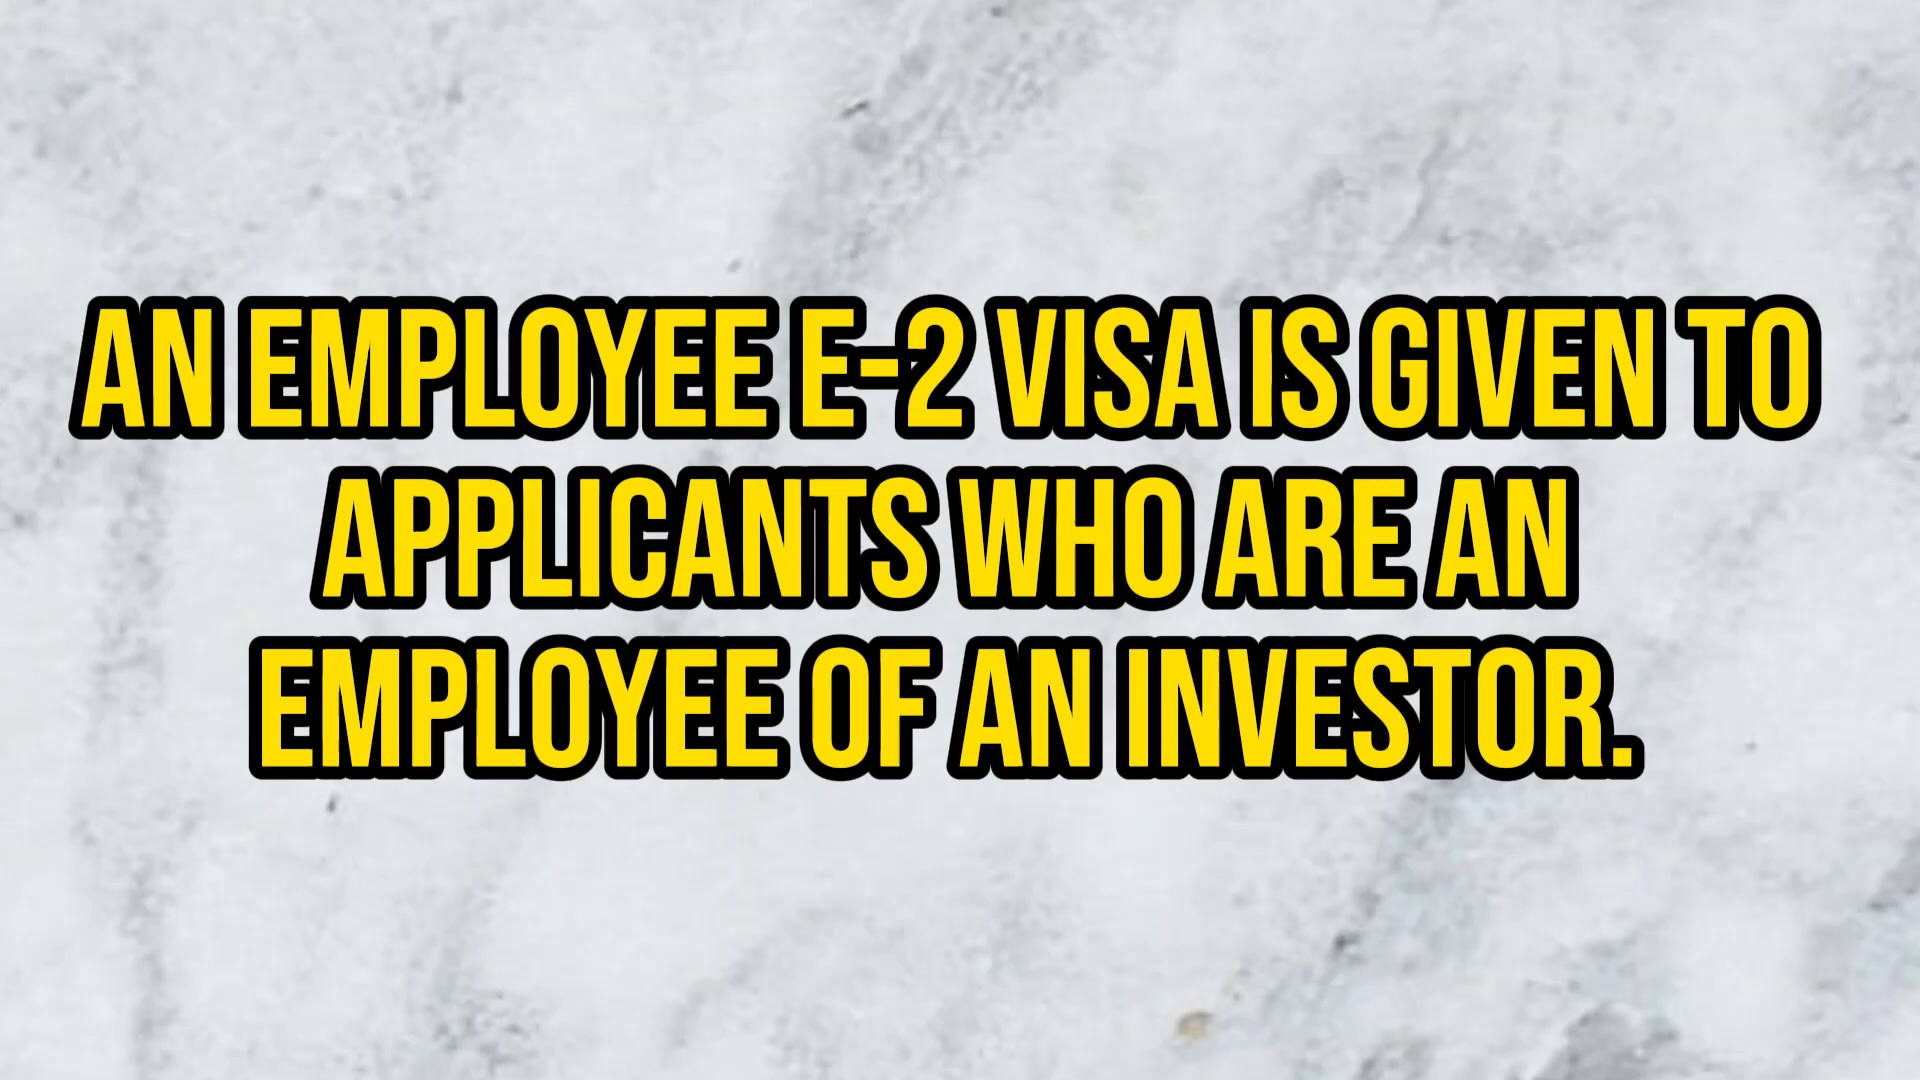 AN EMPLOYEE E-2 VISA IS GIVEN TO
APPLICANTS WHO ARE AN
EMPLOYEE OF AN INVESTOR.